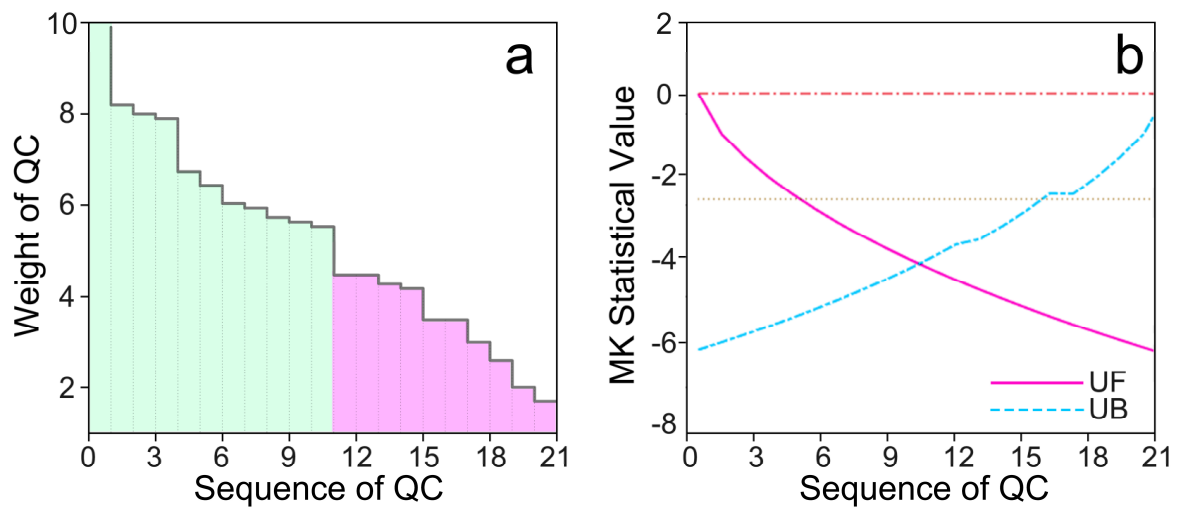 a
Weight of QC
10
8
6
4
2
0 3 6 9 12 15 18 21
Sequence of QC
b
MK Statistical Value
2
0
-2
-4
-6
-8
UF
UB
0 3 6 9 12 15 18 21
Sequence of QC